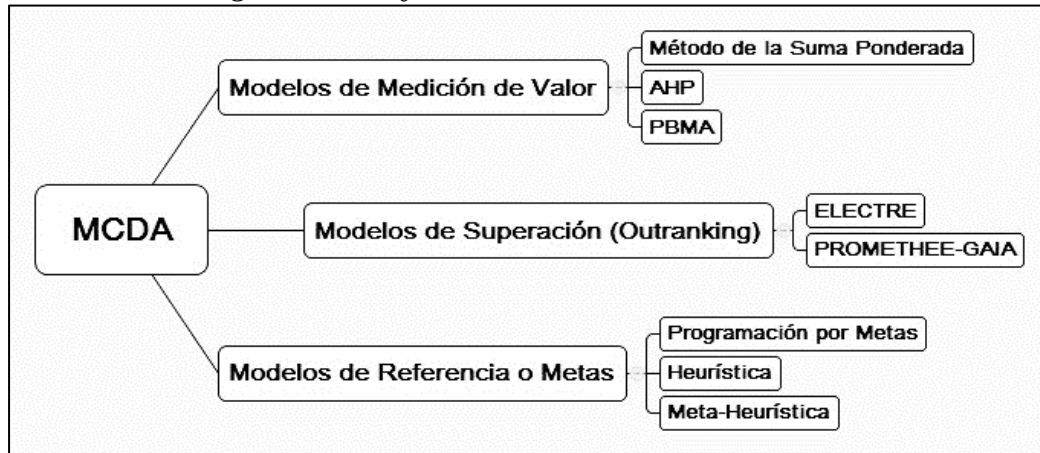 MCDA
Modelos de Medición de Valor
Método de la Suma Ponderada
AHP
PBMA
Modelos de Superación (Outranking)
ELECTRE
PROMETHEE-GAIA
Modelos de Referencia o Metas
Programación por Metas
Heurística
Meta-Heurística